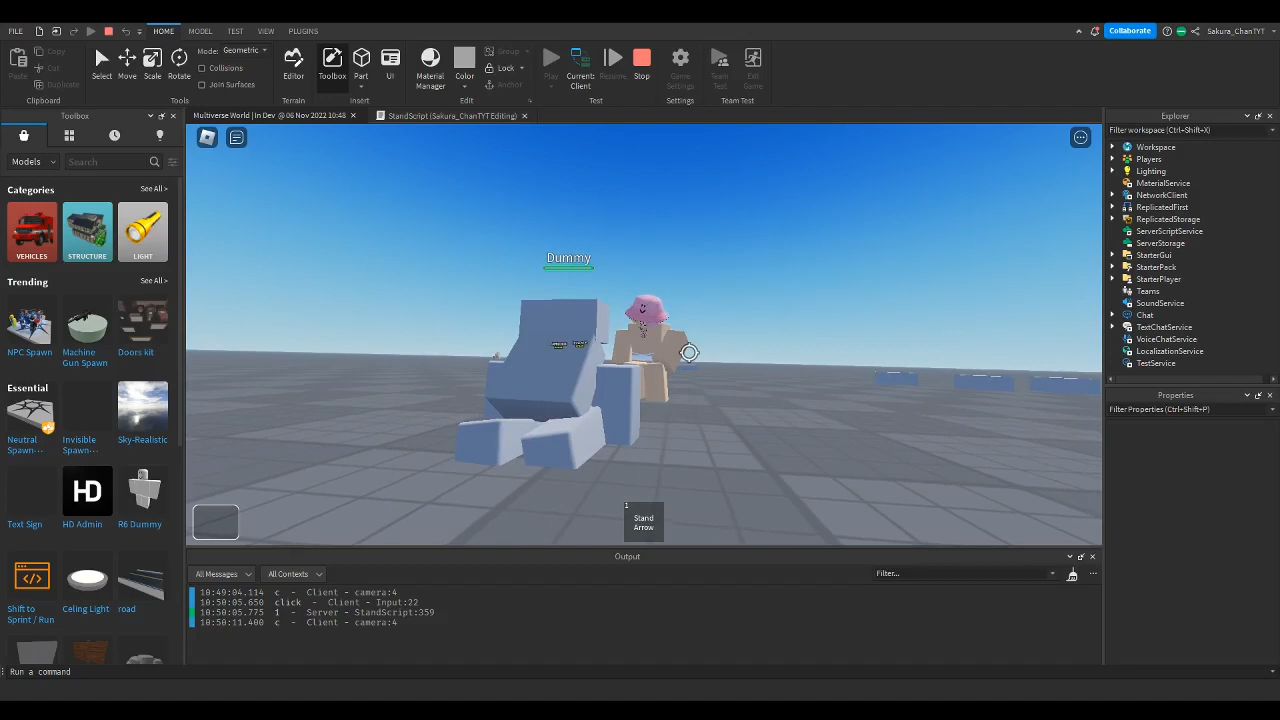 FILE
HOME
MODEL
TEST
VIEW
PLUGINS
Collaborate
Sakura_ChanTYT
Paste
Copy
Cut
Duplicate
Clipboard
Select
Move
Scale
Rotate
Mode: Geometric
Collisions
Join Surfaces
Tools
Editor
Terrain
Toolbox
Part
UI
Insert
Material
Manager
Color
Group
Lock
Anchor
Edit
Play
Current:
Client
Resume
Stop
Test
Game
Settings
Settings
Team
Test
Exit
Game
Team Test
Toolbox
Models
Search
Categories
See All >
VEHICLES
STRUCTURE
LIGHT
Trending
See All >
NPC Spawn
Machine
Gun Spawn
Doors kit
Essential
See All >
Neutral
Spawn...
Invisible
Spawn...
Sky-Realistic
HD
Text Sign
HD Admin
R6 Dummy
Shift to
Sprint / Run
Celing Light
road
Multiverse World | In Dev @ 06 Nov 2022 10:48
StandScript (Sakura_ChanTYT Editing)
Dummy
1
Stand
Arrow
Output
All Messages
All Contexts
Filter...
10:49:04.114 c - Client - camera:4
10:50:05.650 click - Client - Input:22
10:50:05.775 1 - Server - StandScript:359
10:50:11.400 c - Client - camera:4
Run a command
Explorer
Filter workspace (Ctrl+Shift+X)
Workspace
Players
Lighting
MaterialService
NetworkClient
ReplicatedFirst
ReplicatedStorage
ServerScriptService
ServerStorage
StarterGui
StarterPack
StarterPlayer
Teams
SoundService
Chat
TextChatService
VoiceChatService
LocalizationService
TestService
Properties
Filter Properties (Ctrl+Shift+P)